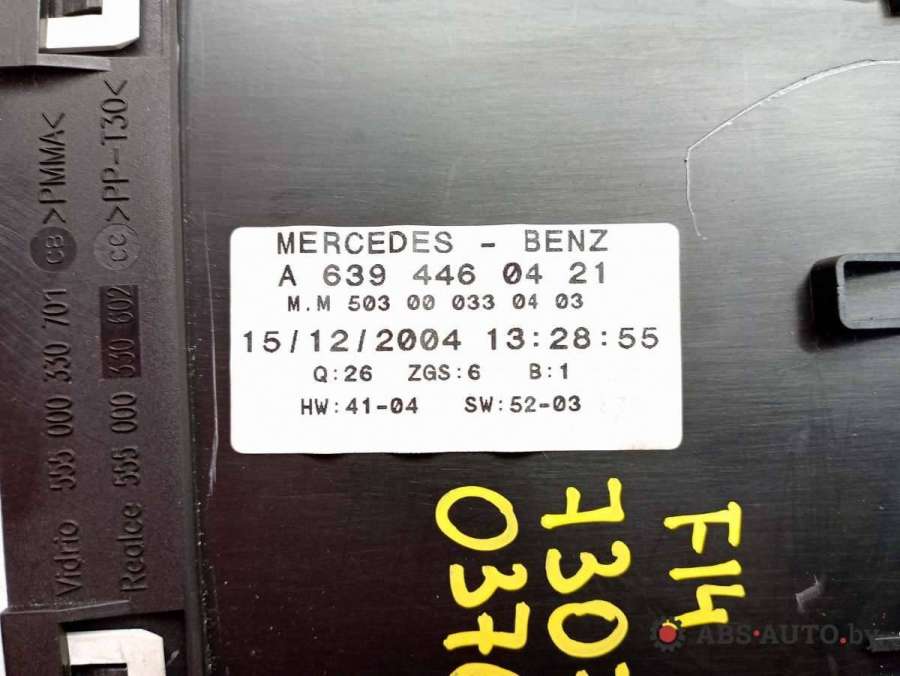 MERCEDES - BENZ
A 639 446 04 21
M.M 503 00 033 04 03
15/12/2004 13:28:55
Q:26 ZGS:6 B:1
HW:41-04 SW:52-03
Vidrio 555 000 330 701 CB >PMMA<
Realce 555 000 330 602 CC >PP-T30<
F14
ABS-AUTO.by